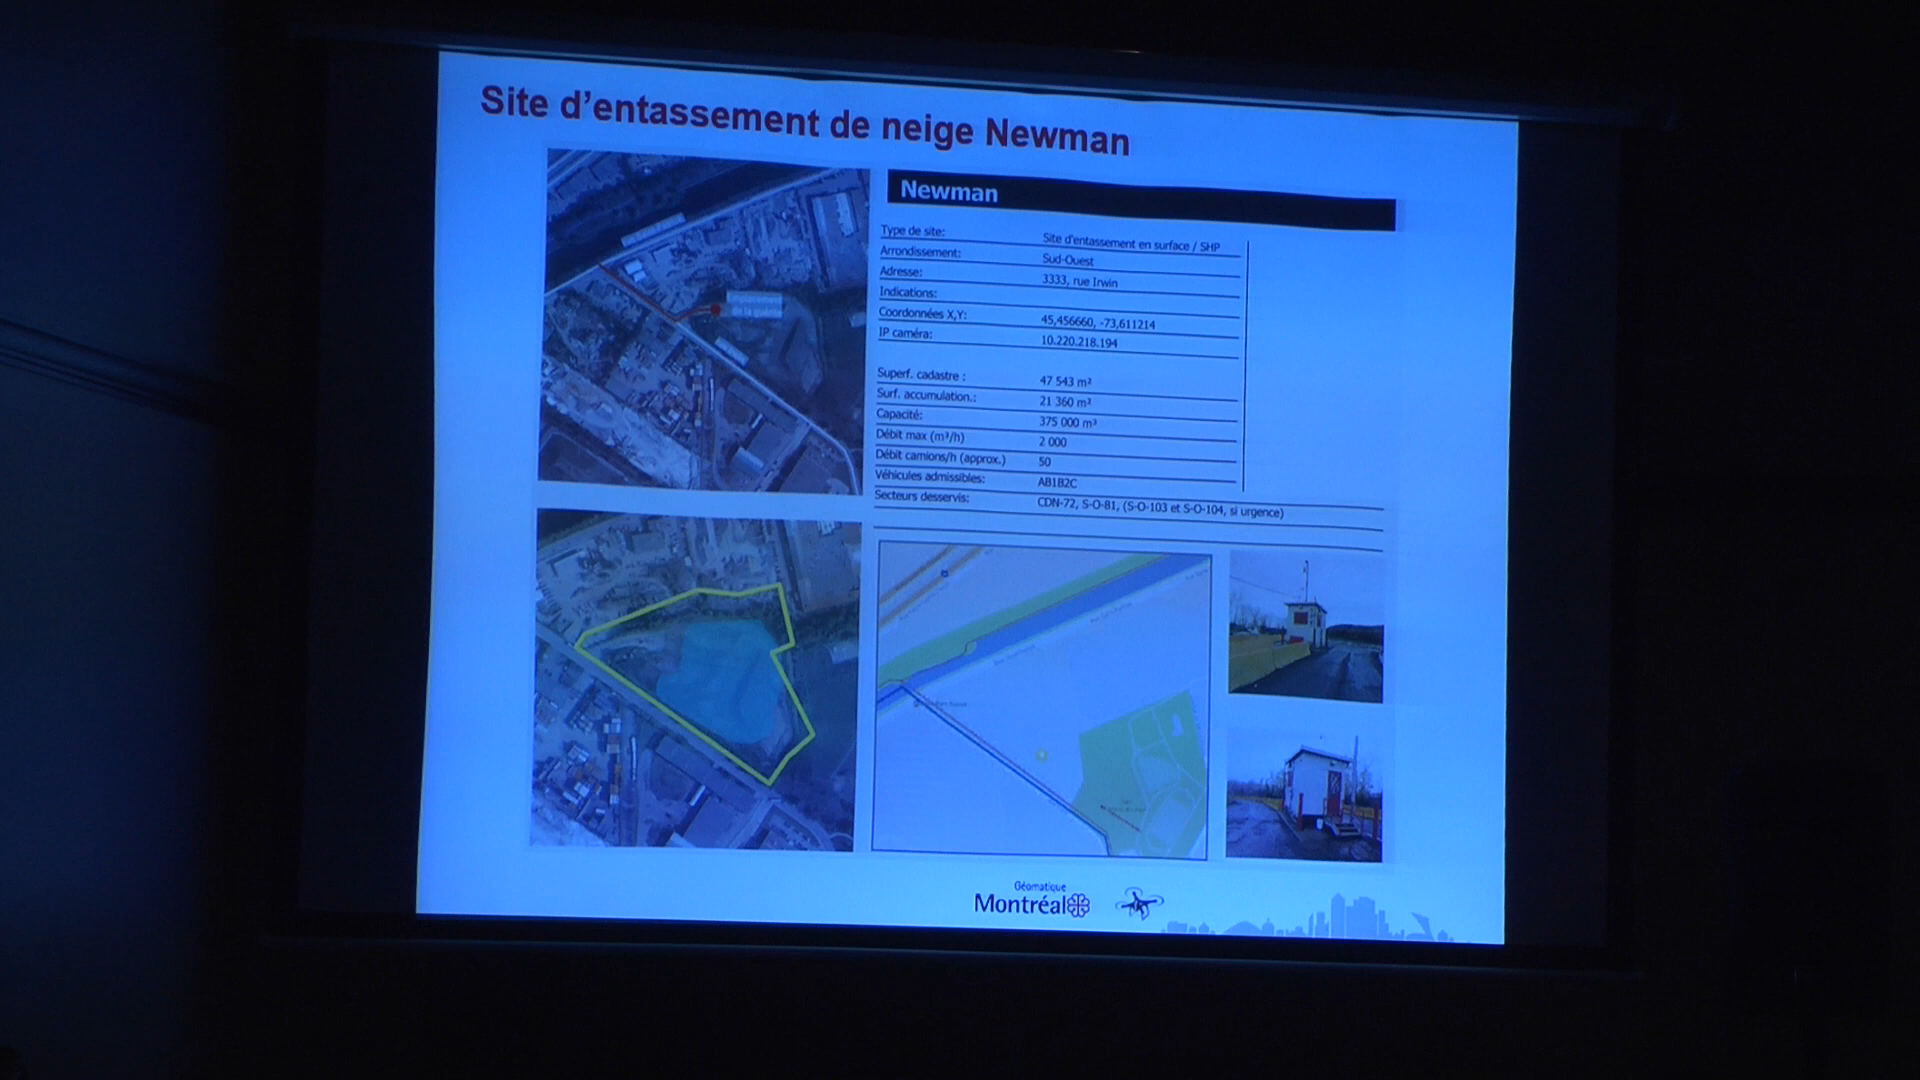 Site d'entassement de neige Newman
Newman
Type de site: Site d'entassement en surface / SHP
Arrondissement: Sud-Ouest
Adresse: 3333, rue Irwin
Indications:
Coordonnées X,Y: 45,456660, -73,611214
IP caméra: 10.220.218.194
Superf. cadastre : 47 543 m²
Surf. accumulation.: 21 360 m²
Capacité: 375 000 m³
Débit max (m³/h) 2 000
Débit camions/h (approx.) 50
Véhicules admissibles: AB1B2C
Secteurs desservis: CDN-72, S-O-81, (S-O-103 et S-O-104, si urgence)
Géomatique
Montréal